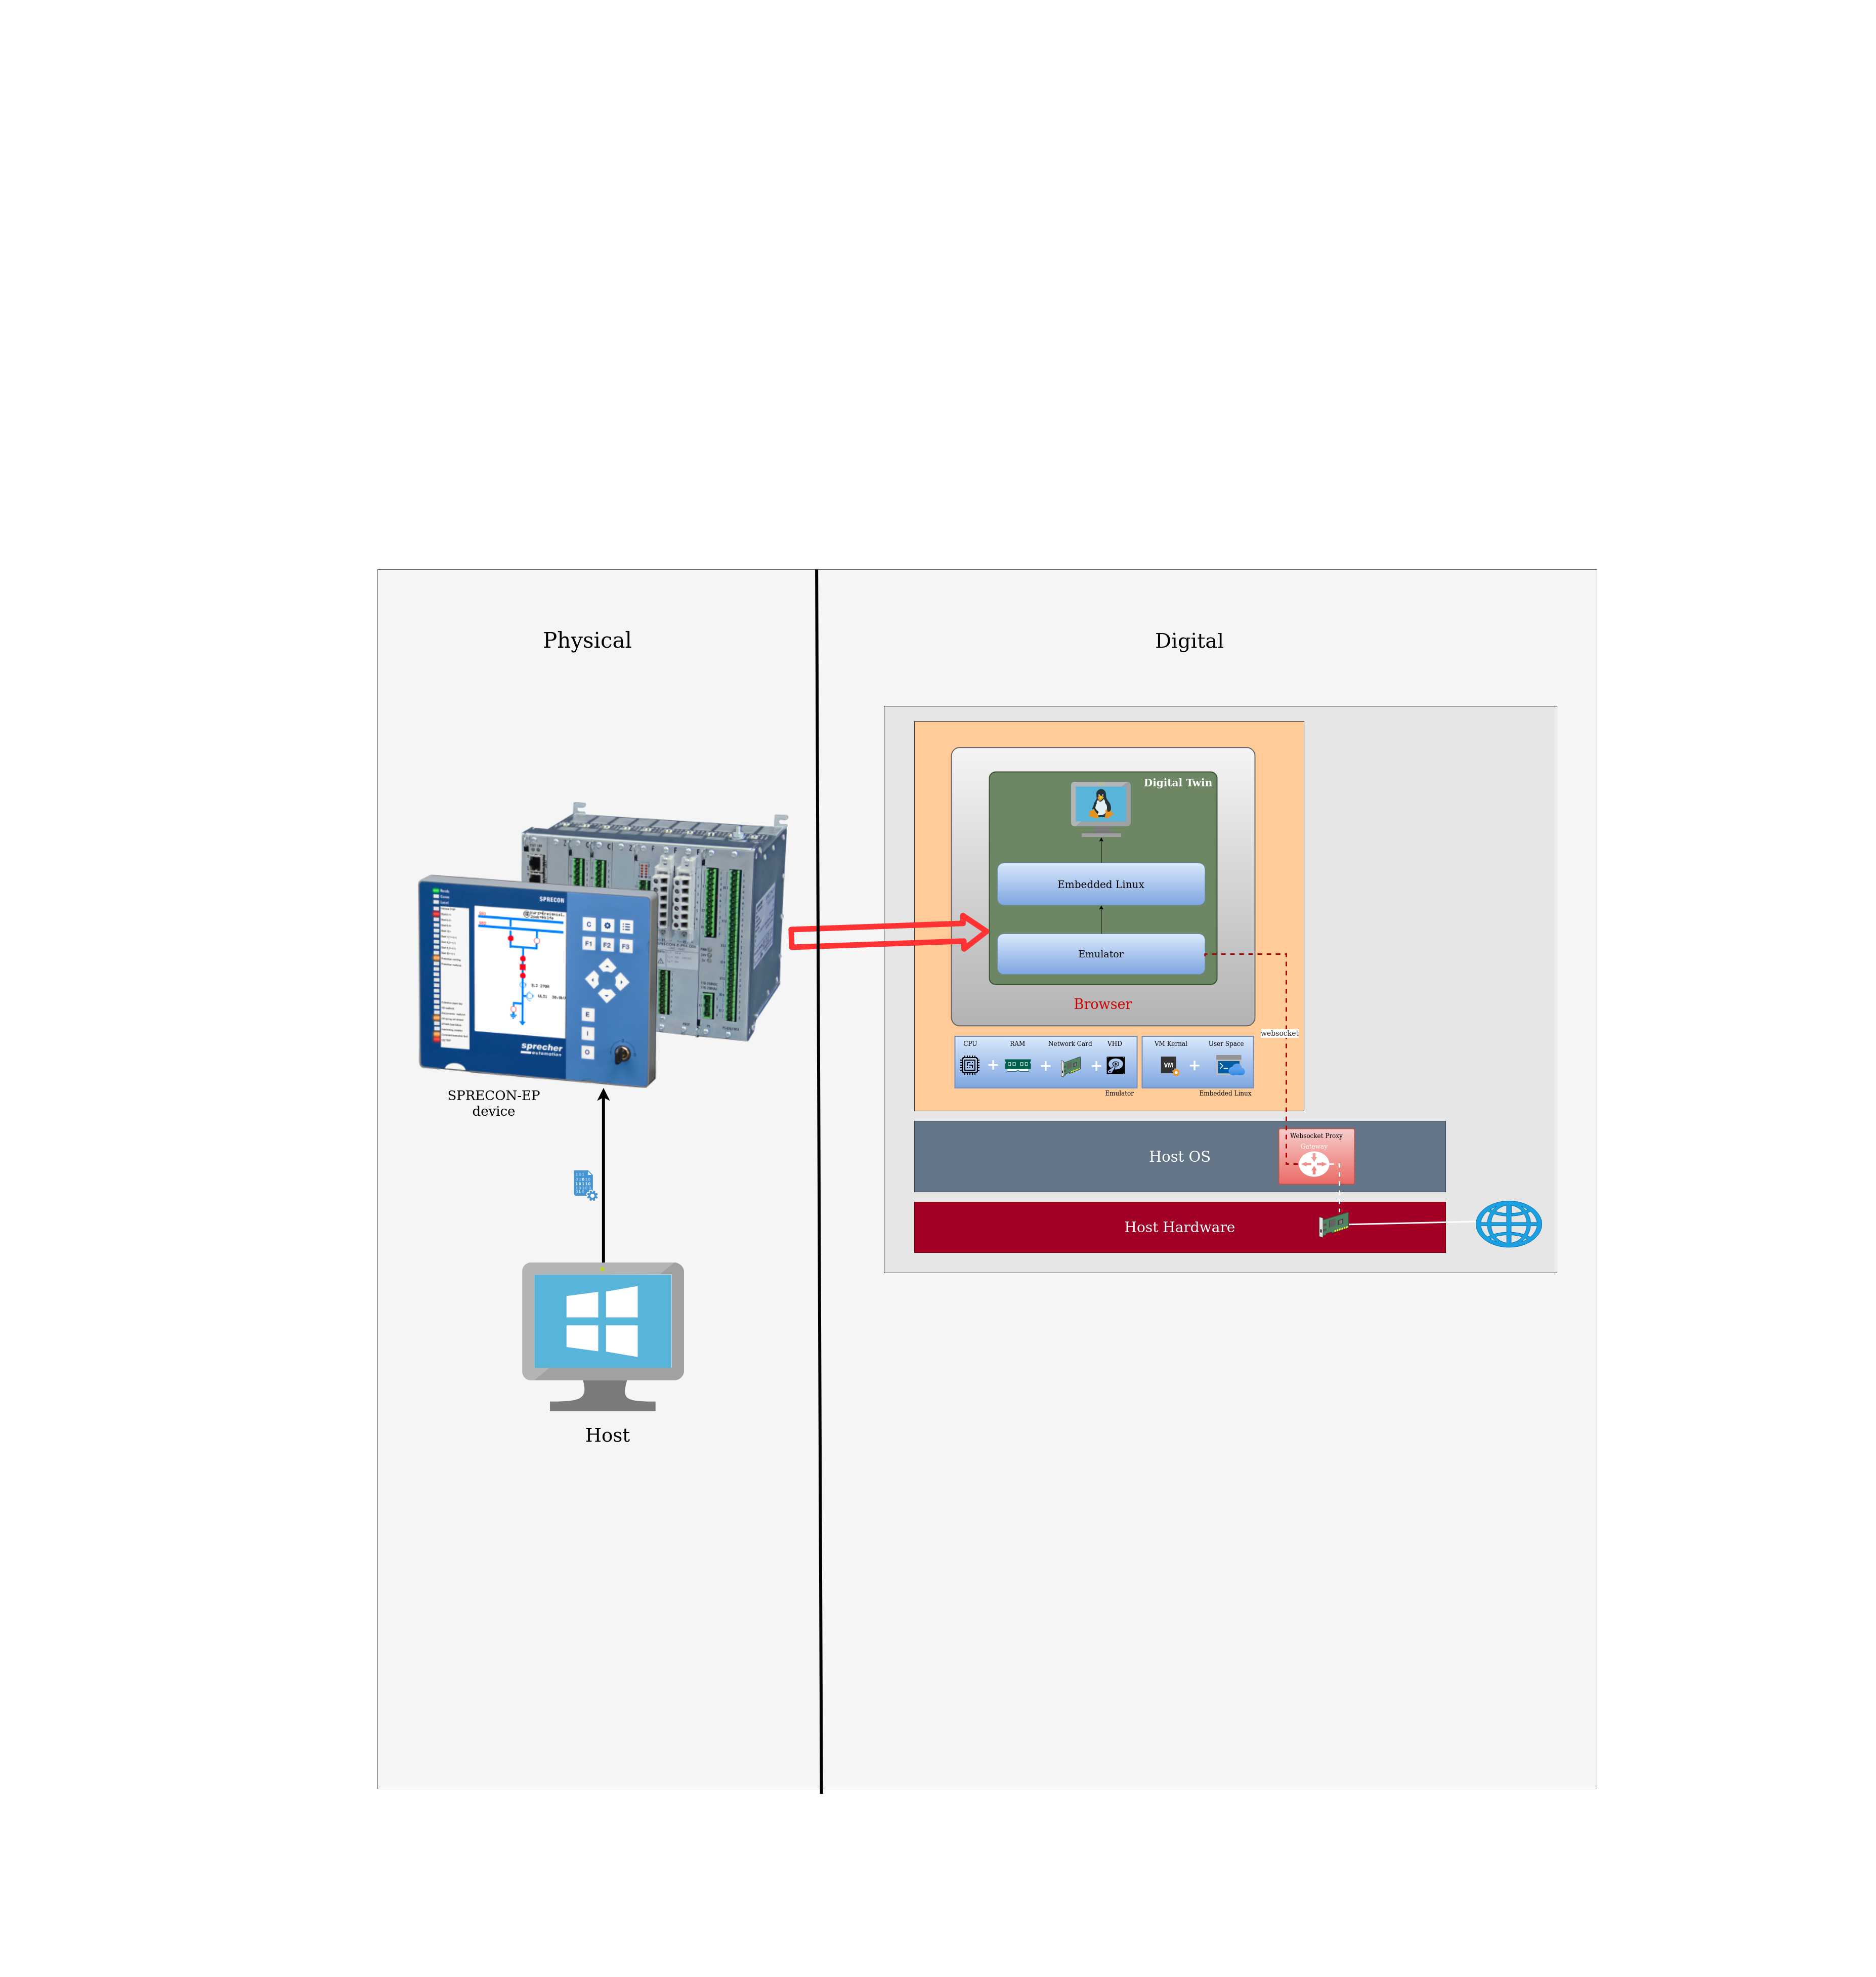 Physical
Digital
Digital Twin
Embedded Linux
Emulator
Browser
websocket
CPU
RAM
Network Card
VHD
VM Kernal
User Space
VM
Emulator
Embedded Linux
Host OS
Websocket Proxy
Gateway
Host Hardware
SPRECON
C
F1
F2
F3
E
I
O
sprecher
automation
SPRECON-EP
device
Host